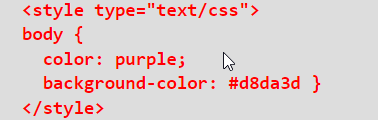 <style type="text/css">
body {
  color: purple;
  background-color: #d8da3d }
</style>